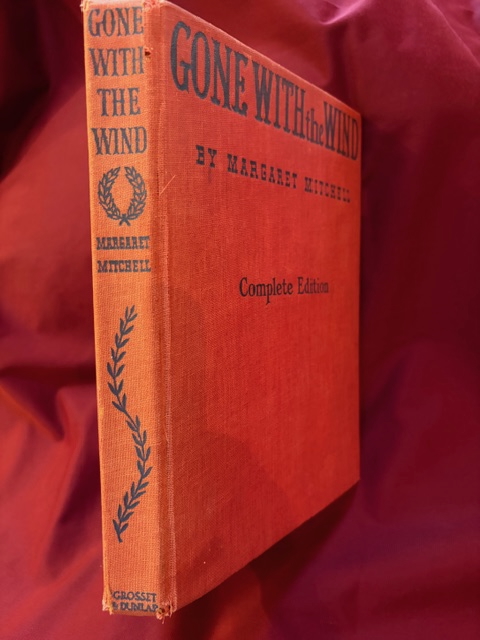 GONE
WITH
THE
WIND
MARGARET
MITCHELL
GROSSET
& DUNLAP
GONE WITH the WIND
BY MARGARET MITCHELL
Complete Edition